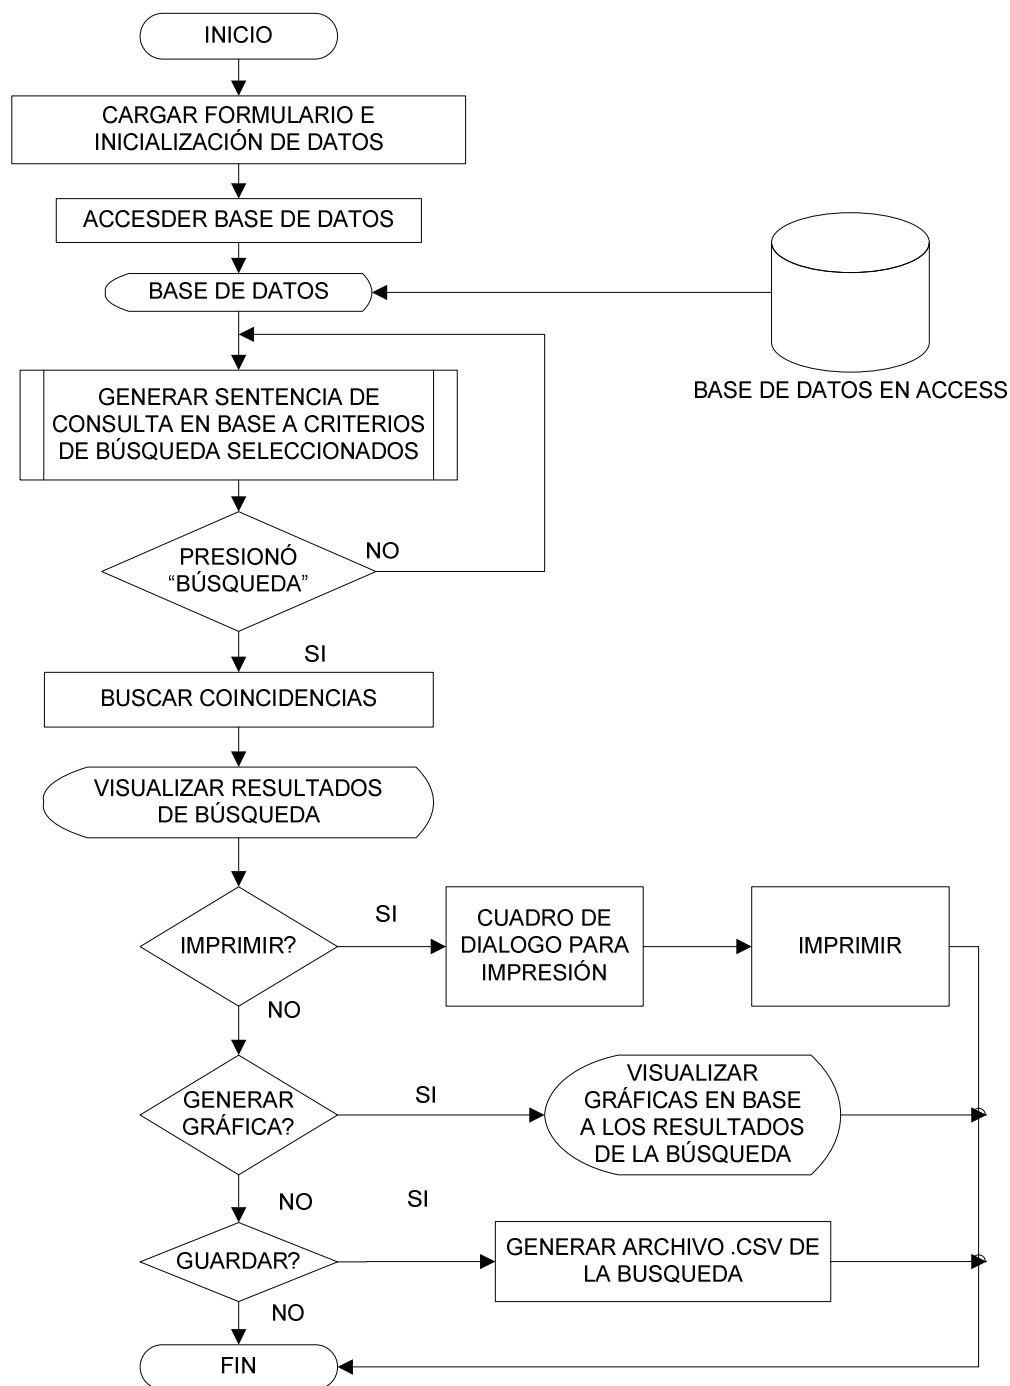 INICIO
CARGAR FORMULARIO E
INICIALIZACIÓN DE DATOS
ACCESDER BASE DE DATOS
BASE DE DATOS
BASE DE DATOS EN ACCESS
GENERAR SENTENCIA DE
CONSULTA EN BASE A CRITERIOS
DE BÚSQUEDA SELECCIONADOS
PRESIONÓ
“BÚSQUEDA”
NO
SI
BUSCAR COINCIDENCIAS
VISUALIZAR RESULTADOS
DE BÚSQUEDA
IMPRIMIR?
SI
CUADRO DE
DIALOGO PARA
IMPRESIÓN
IMPRIMIR
NO
GENERAR
GRÁFICA?
SI
VISUALIZAR
GRÁFICAS EN BASE
A LOS RESULTADOS
DE LA BÚSQUEDA
NO
SI
GUARDAR?
GENERAR ARCHIVO .CSV DE
LA BUSQUEDA
NO
FIN